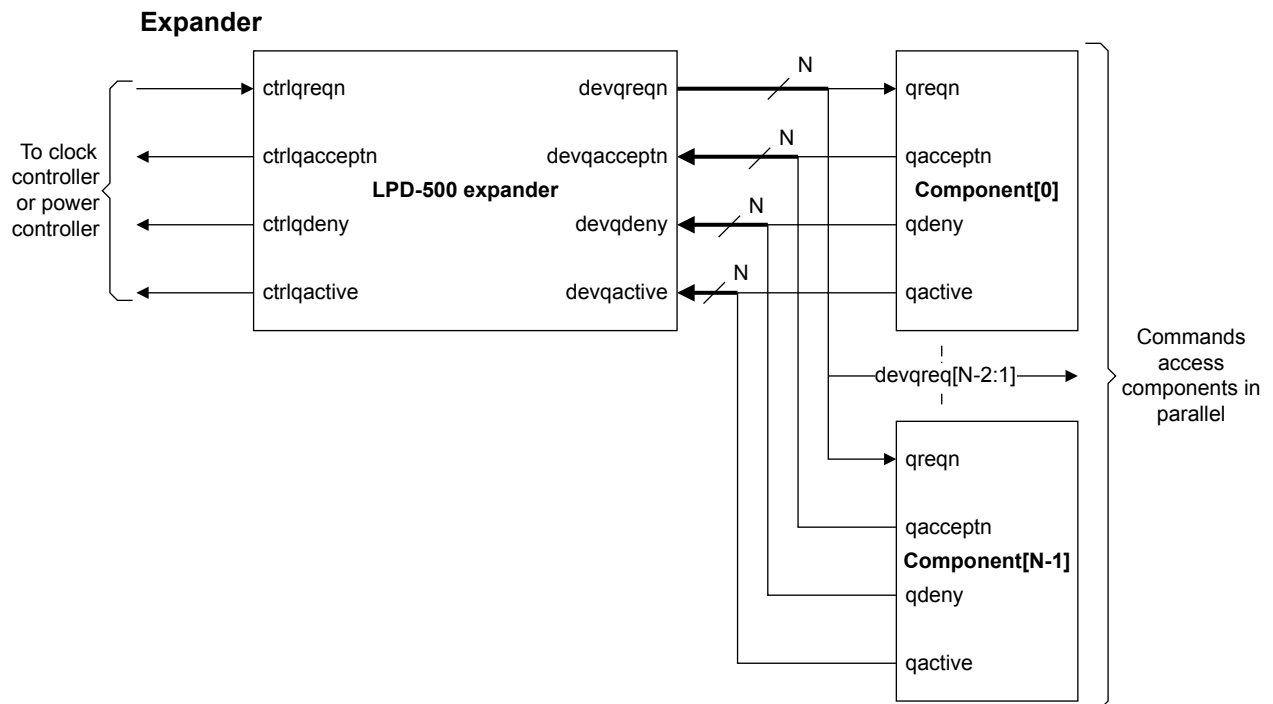 Expander
To clock
controller
or power
controller
ctrlqreqn
ctrlqacceptn
ctrlqdeny
ctrlqactive
LPD-500 expander
devqreqn
devqacceptn
devqdeny
devqactive
N
N
N
N
qreqn
qacceptn
Component[0]
qdeny
qactive
devqreq[N-2:1]
qreqn
qacceptn
Component[N-1]
qdeny
qactive
Commands
access
components in
parallel